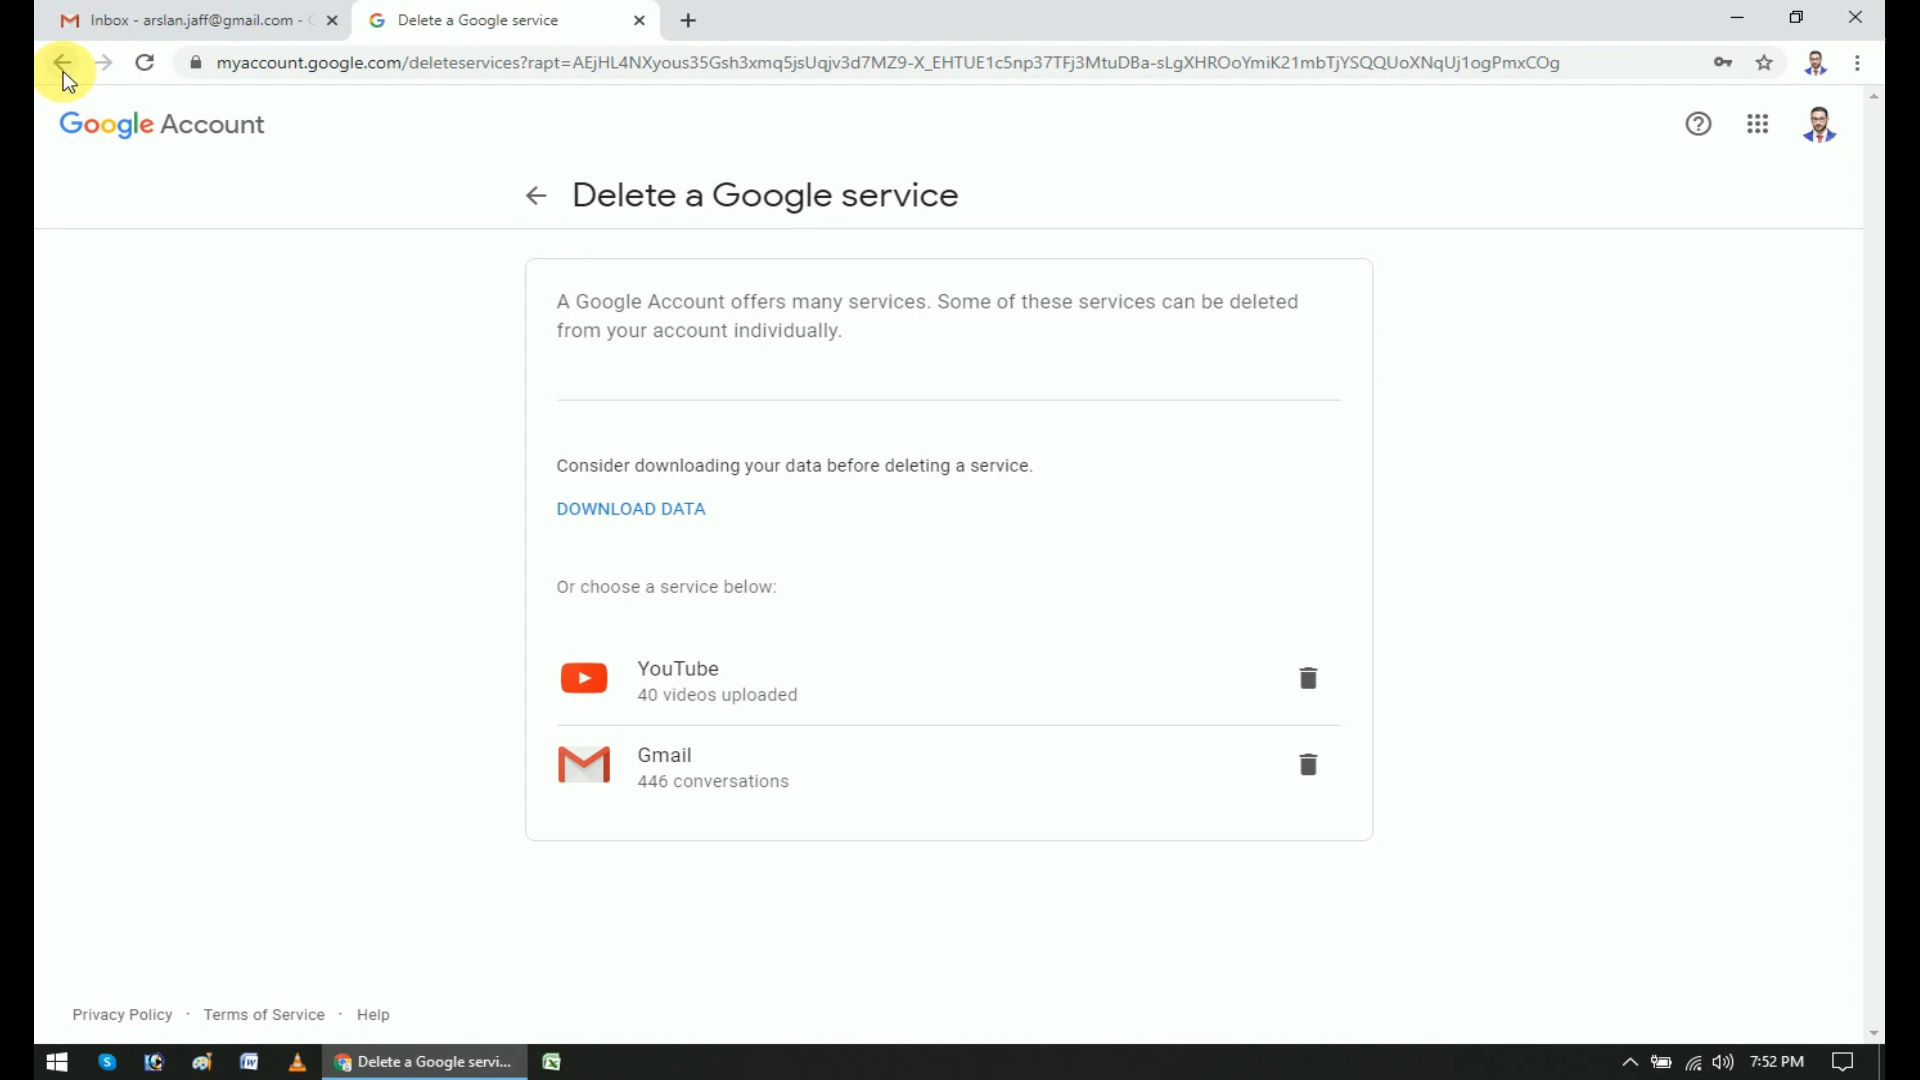 Inbox - arslan.jaff@gmail.com -
Delete a Google service
myaccount.google.com/deleteservices?rapt=AEjHL4NXyous35Gsh3xmq5jsUqjv3d7MZ9-X_EHTUE1c5np37TFj3MtuDBa-sLgXHROoYmiK21mbTjYSQQUoXNqUj1ogPmxCOg
Google Account
Delete a Google service
A Google Account offers many services. Some of these services can be deleted
from your account individually.
Consider downloading your data before deleting a service.
DOWNLOAD DATA
Or choose a service below:
YouTube
40 videos uploaded
Gmail
446 conversations
Privacy Policy · Terms of Service · Help
Delete a Google servi...
7:52 PM